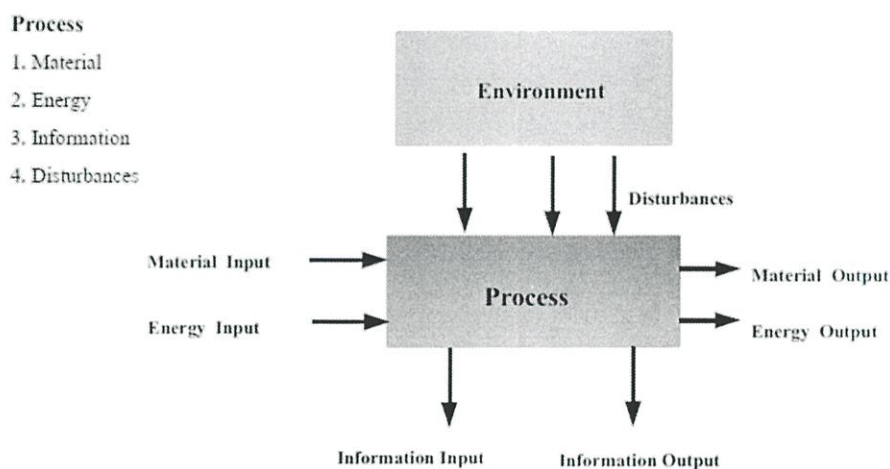 Process
1. Material
2. Energy
3. Information
4. Disturbances
Environment
Disturbances
Material Input
Process
Material Output
Energy Input
Energy Output
Information Input
Information Output